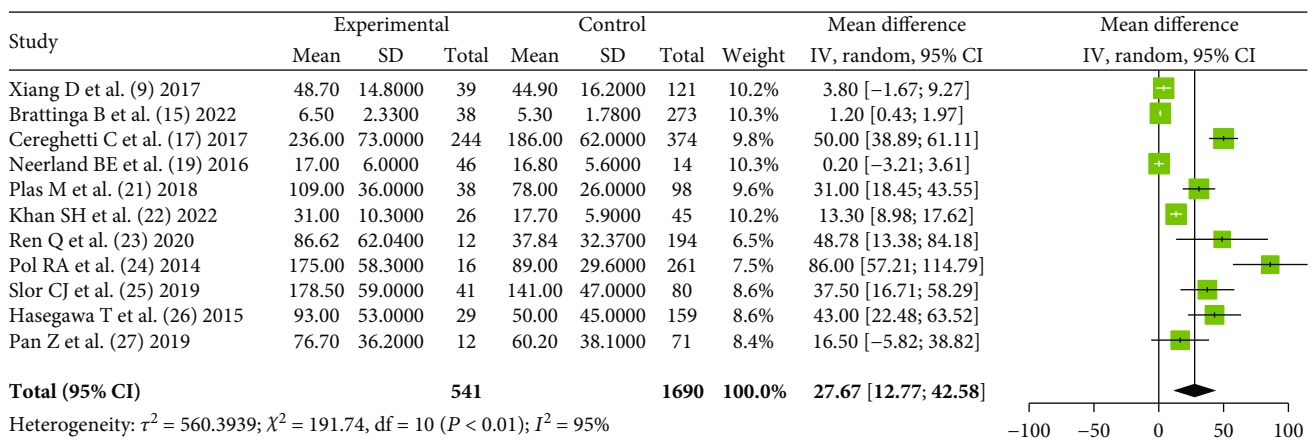 Study Experimental Control Mean difference Mean difference
Mean SD Total Mean SD Total Weight IV, random, 95% CI IV, random, 95% CI
Xiang D et al. (9) 2017 48.70 14.8000 39 44.90 16.2000 121 10.2% 3.80 [−1.67; 9.27]
Brattinga B et al. (15) 2022 6.50 2.3300 38 5.30 1.7800 273 10.3% 1.20 [0.43; 1.97]
Cereghetti C et al. (17) 2017 236.00 73.0000 244 186.00 62.0000 374 9.8% 50.00 [38.89; 61.11]
Neerland BE et al. (19) 2016 17.00 6.0000 46 16.80 5.6000 14 10.3% 0.20 [−3.21; 3.61]
Plas M et al. (21) 2018 109.00 36.0000 38 78.00 26.0000 98 9.6% 31.00 [18.45; 43.55]
Khan SH et al. (22) 2022 31.00 10.3000 26 17.70 5.9000 45 10.2% 13.30 [8.98; 17.62]
Ren Q et al. (23) 2020 86.62 62.0400 12 37.84 32.3700 194 6.5% 48.78 [13.38; 84.18]
Pol RA et al. (24) 2014 175.00 58.3000 16 89.00 29.6000 261 7.5% 86.00 [57.21; 114.79]
Slor CJ et al. (25) 2019 178.50 59.0000 41 141.00 47.0000 80 8.6% 37.50 [16.71; 58.29]
Hasegawa T et al. (26) 2015 93.00 53.0000 29 50.00 45.0000 159 8.6% 43.00 [22.48; 63.52]
Pan Z et al. (27) 2019 76.70 36.2000 12 60.20 38.1000 71 8.4% 16.50 [−5.82; 38.82]
Total (95% CI) 541 1690 100.0% 27.67 [12.77; 42.58]
Heterogeneity: τ² = 560.3939; χ² = 191.74, df = 10 (P < 0.01); I² = 95%
−100 −50 0 50 100